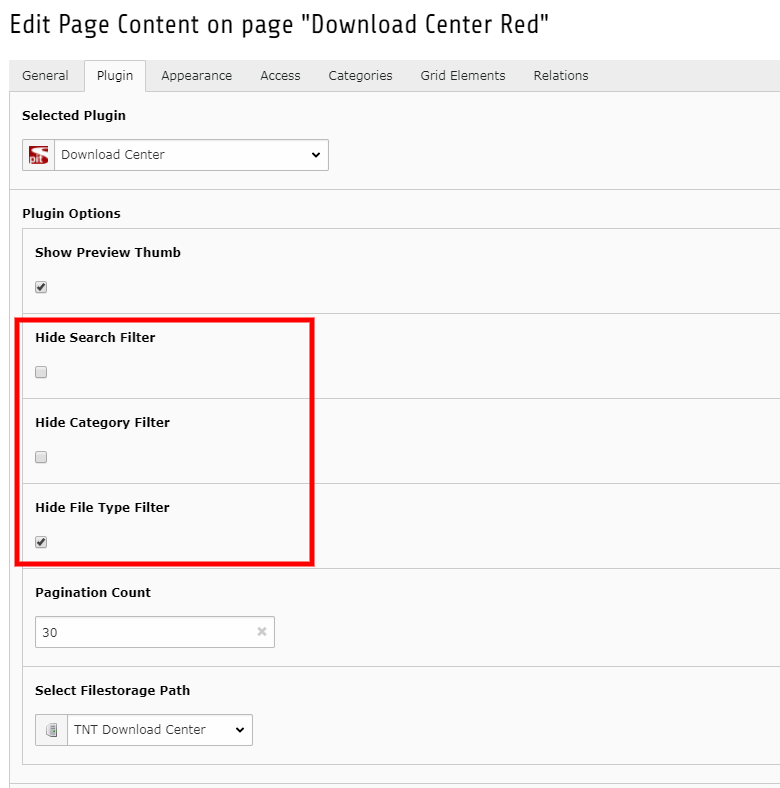 Edit Page Content on page "Download Center Red"
General Plugin Appearance Access Categories Grid Elements Relations
Selected Plugin
pit Download Center
Plugin Options
Show Preview Thumb
Hide Search Filter
Hide Category Filter
Hide File Type Filter
Pagination Count
30
Select Filestorage Path
TNT Download Center